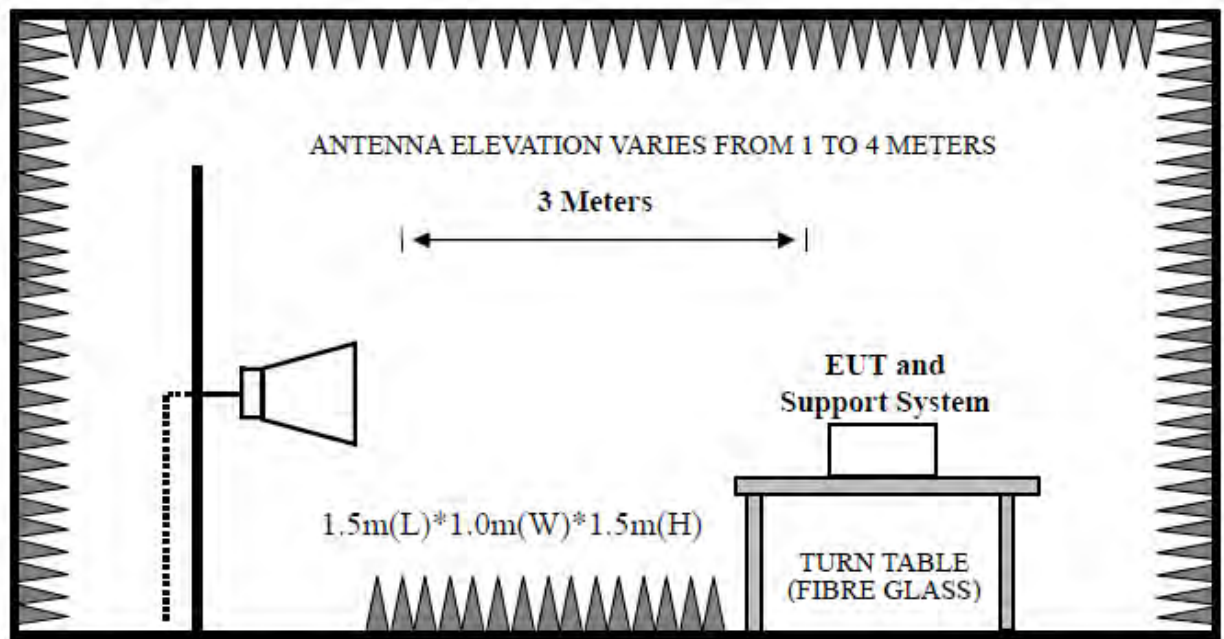 ANTENNA ELEVATION VARIES FROM 1 TO 4 METERS
3 Meters
EUT and
Support System
1.5m(L)*1.0m(W)*1.5m(H)
TURN TABLE
(FIBRE GLASS)